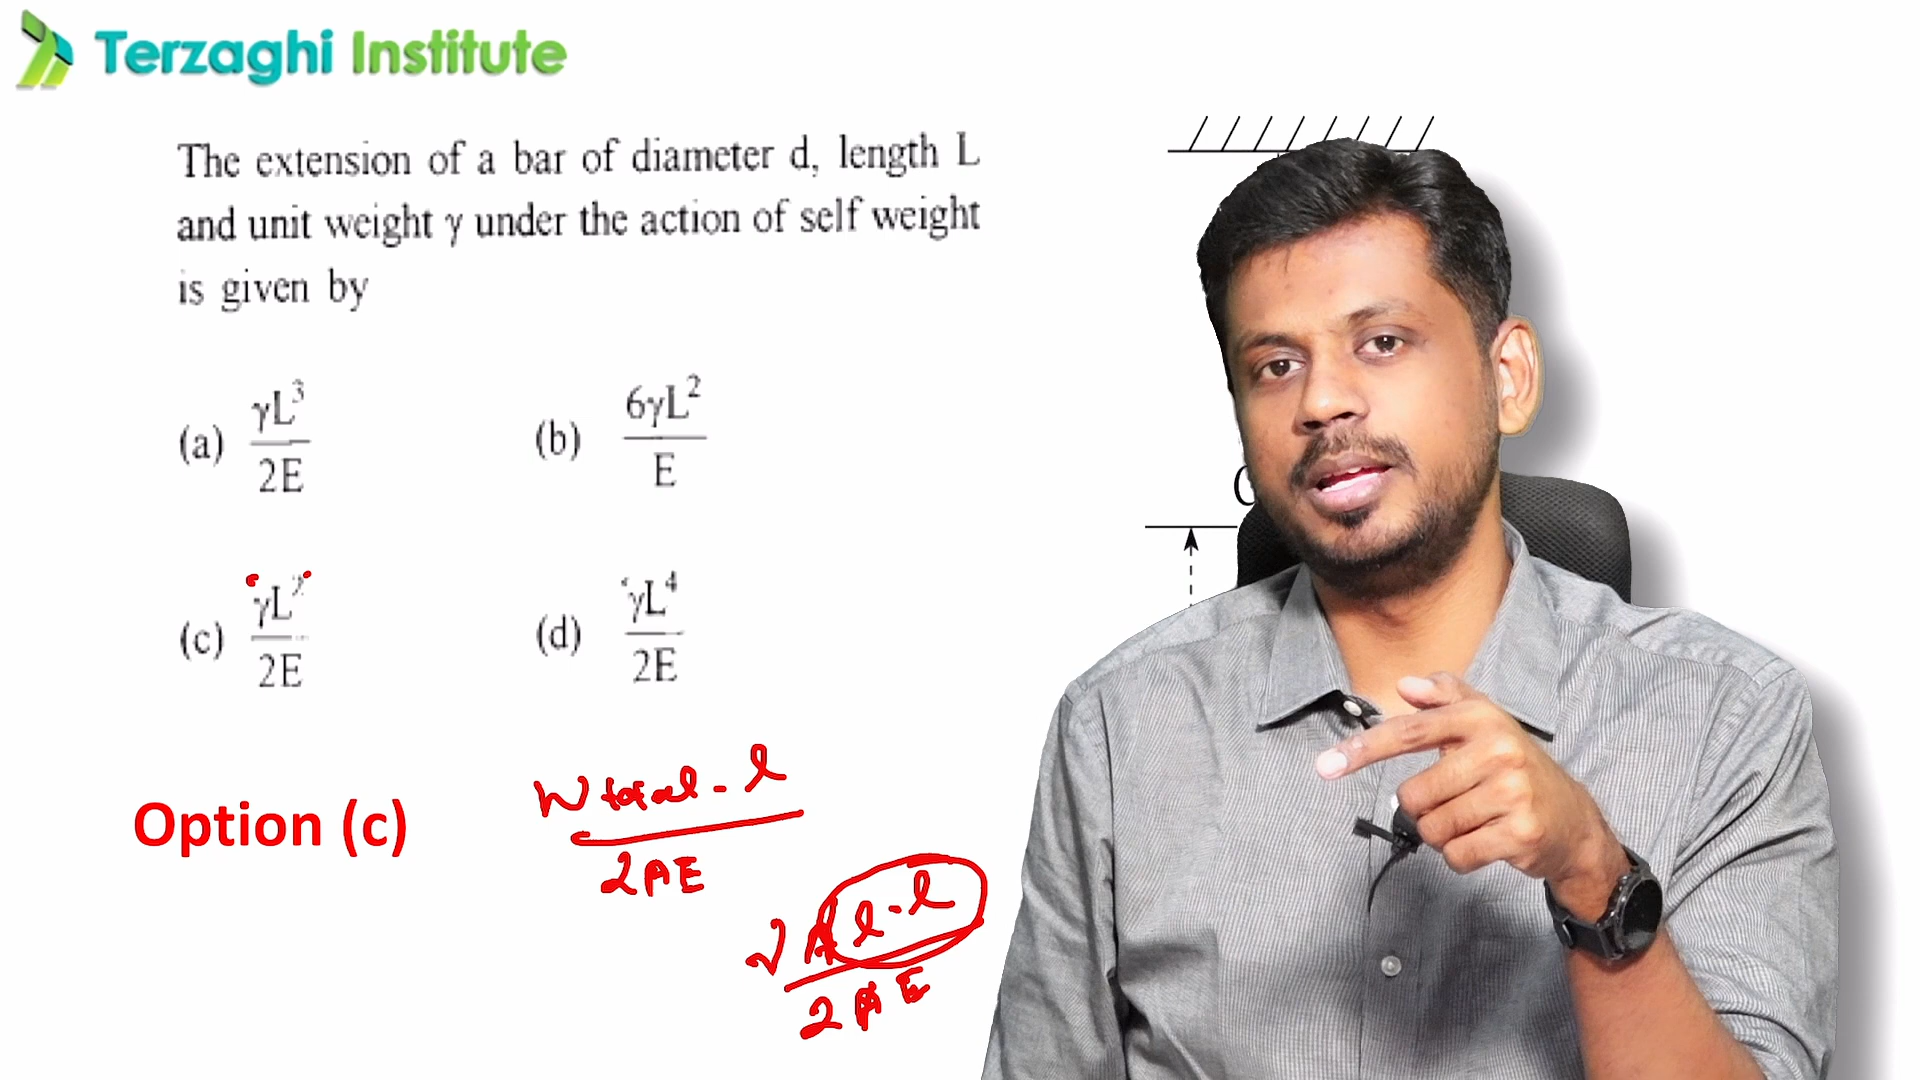 Terzaghi Institute
The extension of a bar of diameter d, length L
and unit weight γ under the action of self weight
is given by
(a) γL³
2E
(b) 6γL²
E
(c) γL²
2E
(d) γL⁴
2E
Option (c)
W total - l
2AE
γ A l - l
2AE